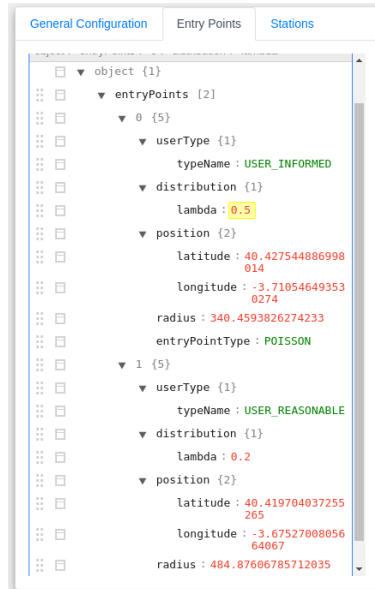 General Configuration Entry Points Stations
object {1}
entryPoints [2]
0 {5}
userType {1}
typeName : USER_INFORMED
distribution {1}
lambda : 0.5
position {2}
latitude : 40.427544886998
014
longitude : -3.71054649353
0274
radius : 340.4593826274233
entryPointType : POISSON
1 {5}
userType {1}
typeName : USER_REASONABLE
distribution {1}
lambda : 0.2
position {2}
latitude : 40.419704037255
265
longitude : -3.67527008056
64067
radius : 484.87606785712035